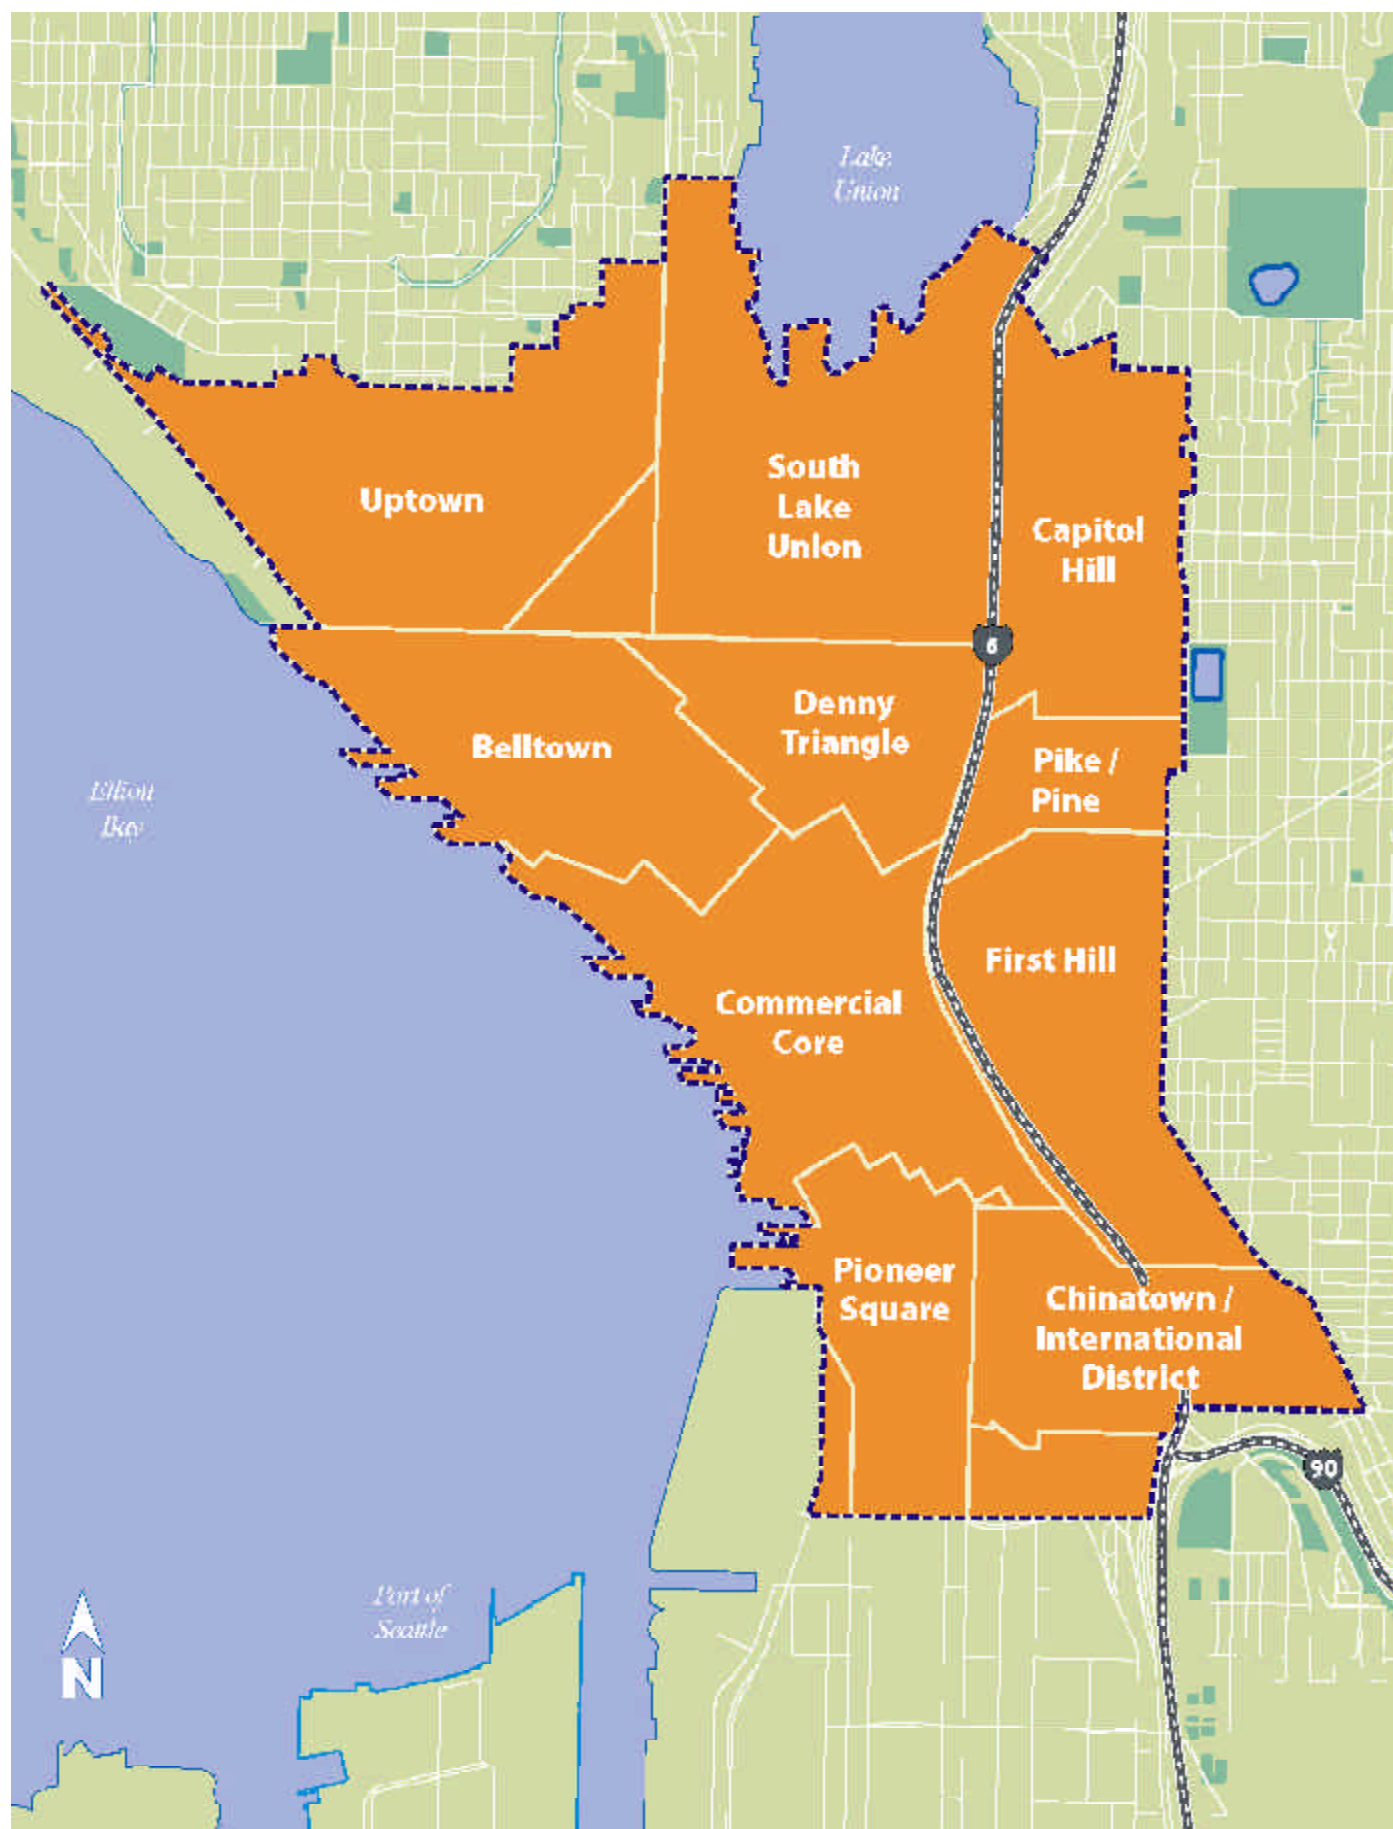 Lake
Union
South
Lake
Union
Uptown
Capitol
Hill
6
Denny
Triangle
Belltown
Pike /
Pine
Elliott
Bay
First Hill
Commercial
Core
Pioneer
Square
Chinatown /
International
District
90
Port of
Seattle
N